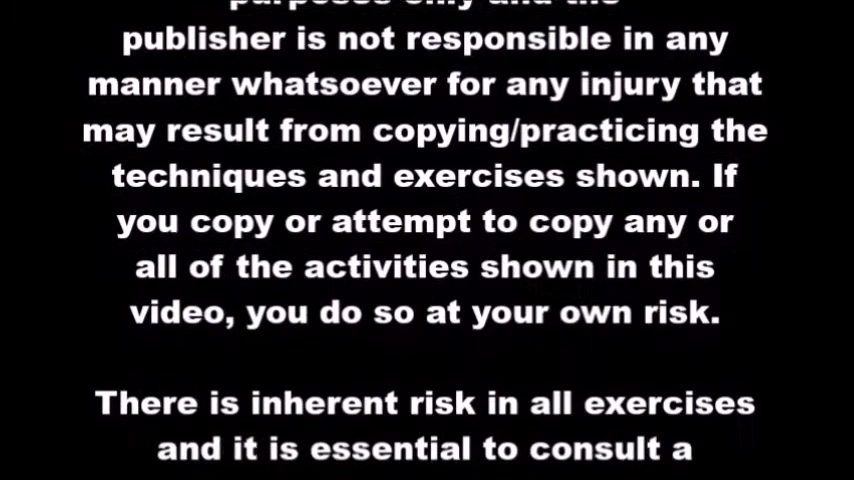 purposes only and the
publisher is not responsible in any
manner whatsoever for any injury that
may result from copying/practicing the
techniques and exercises shown. If
you copy or attempt to copy any or
all of the activities shown in this
video, you do so at your own risk.
There is inherent risk in all exercises
and it is essential to consult a